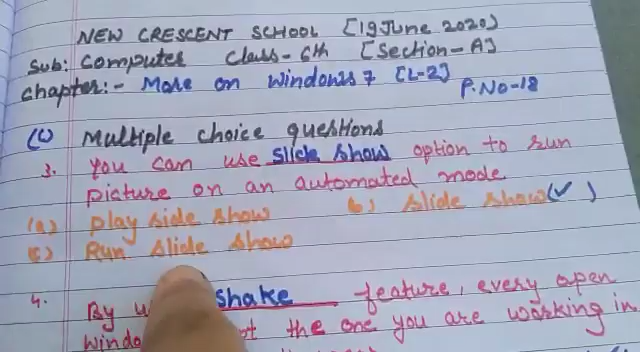 NEW CRESCENT SCHOOL [19 June 2020]
Sub: Computer Class-6th [Section-A]
Chapter:- More on Windows 7 [L-2]
P.No-18
(C) Multiple choice questions
3. You can use Slide Show option to run
picture on an automated mode
(a) Play side show b) Slide Show (✓)
(c) Run Slide Show
4. By Shake feature, every open
the one you are working in